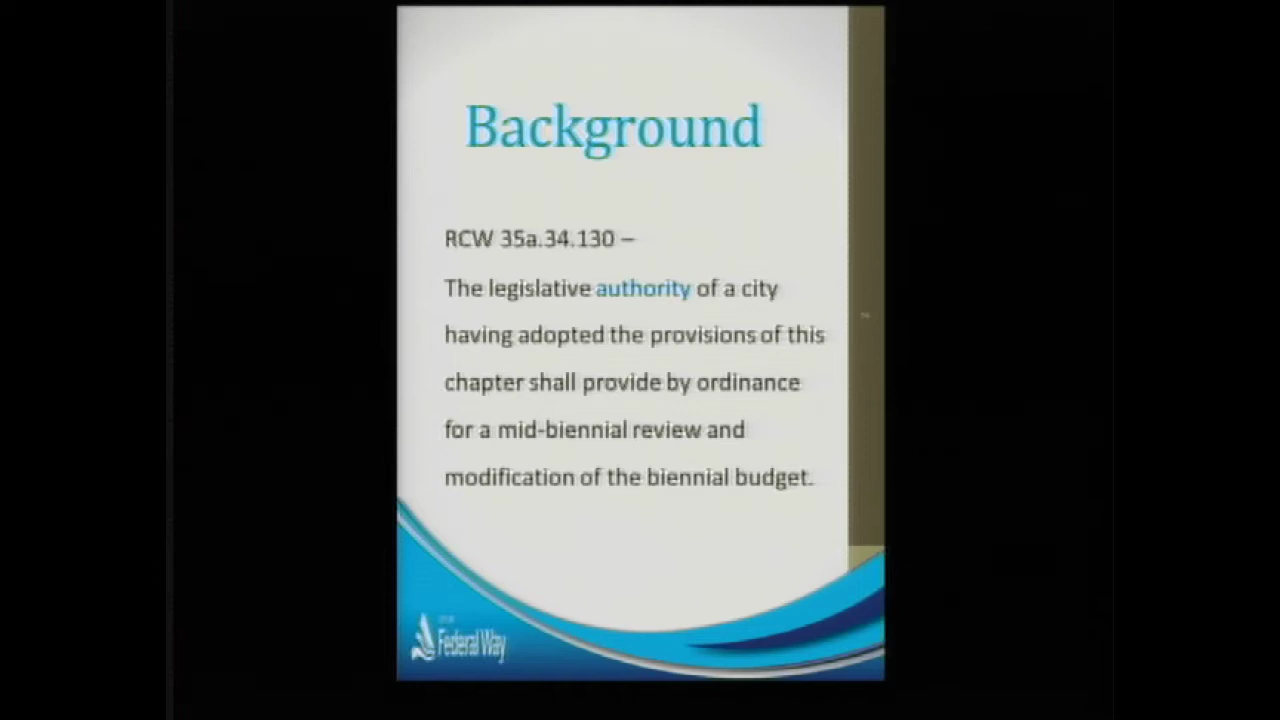 Background
RCW 35a.34.130 –
The legislative authority of a city
having adopted the provisions of this
chapter shall provide by ordinance
for a mid-biennial review and
modification of the biennial budget.
Federal Way